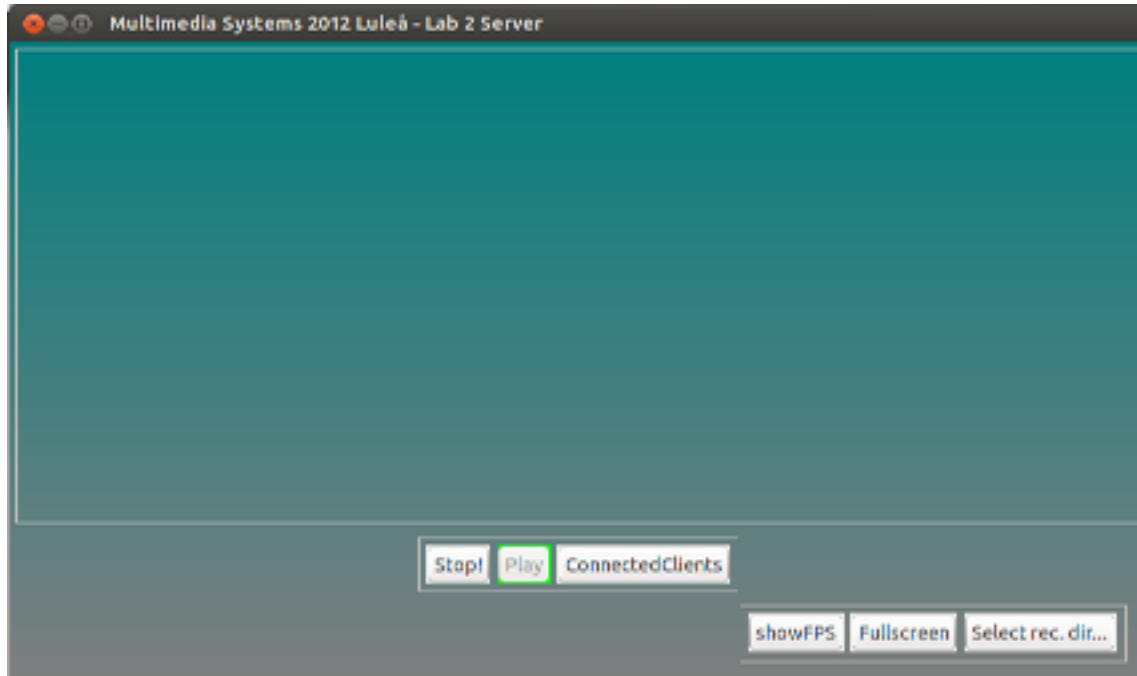 Multimedia Systems 2012 Luleå - Lab 2 Server
Stop! Play ConnectedClients
showFPS Fullscreen Select rec. dir...